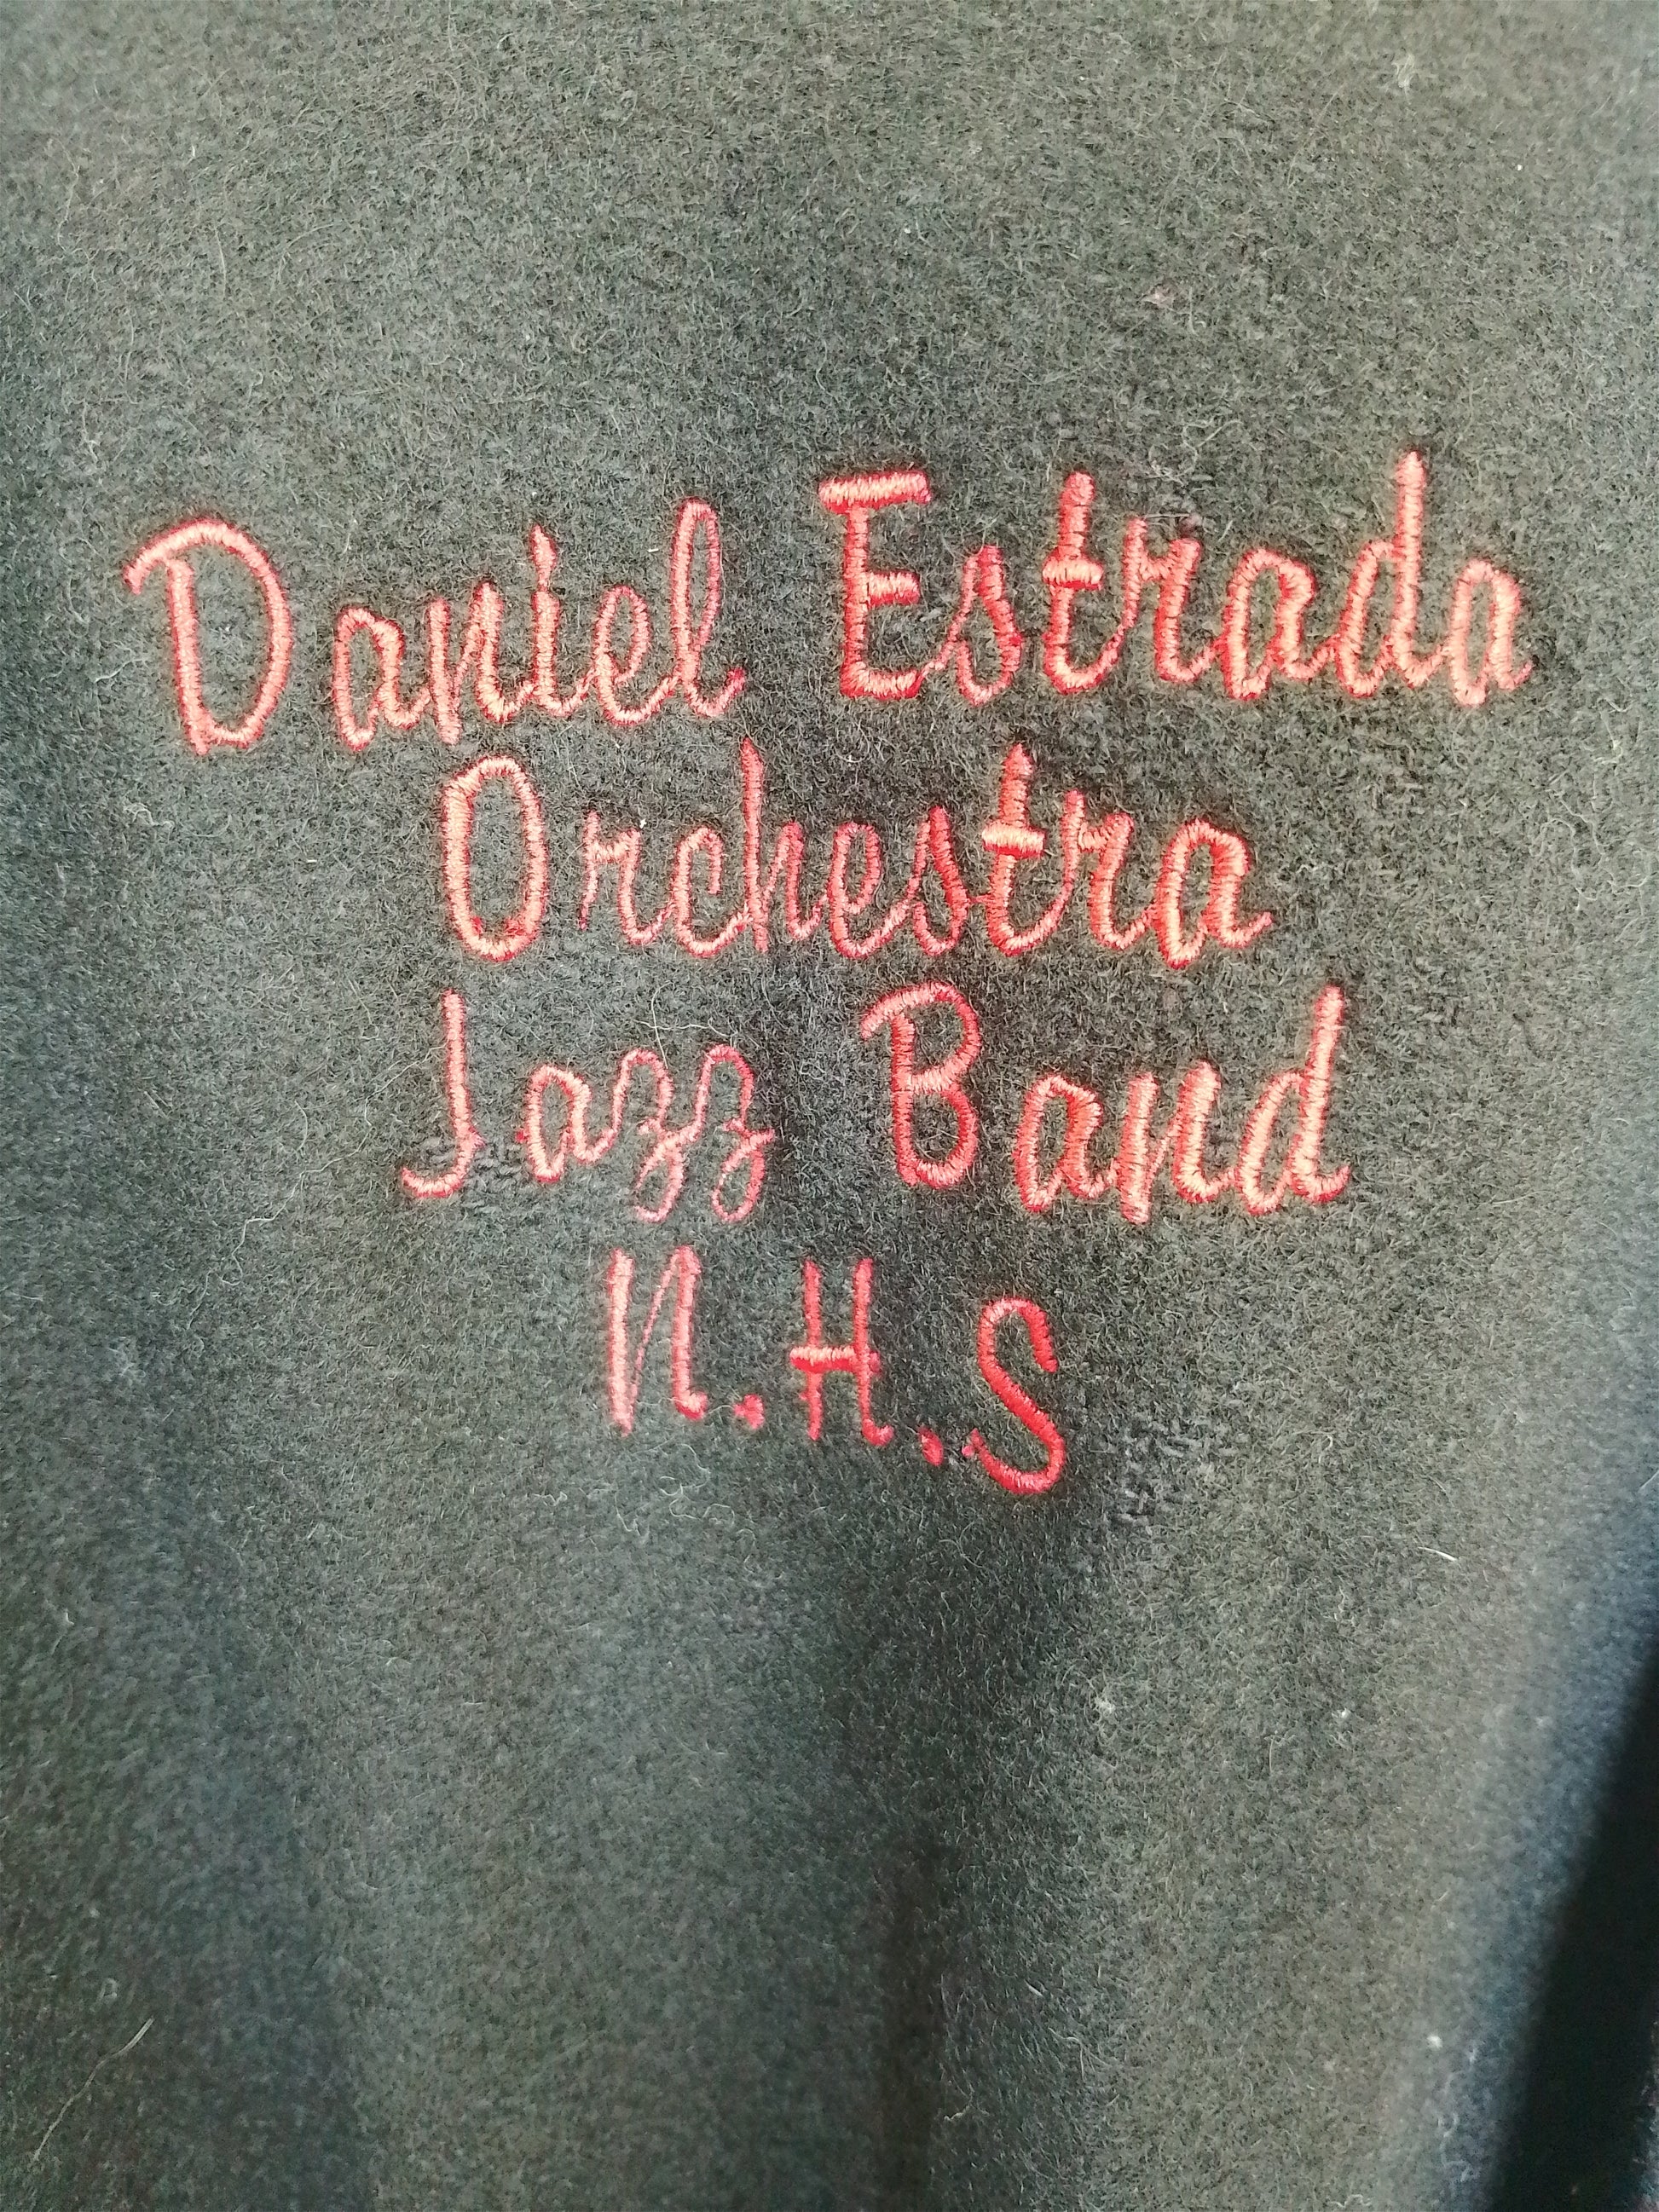 Daniel Estrada
Orchestra
Jazz Band
N.H.S